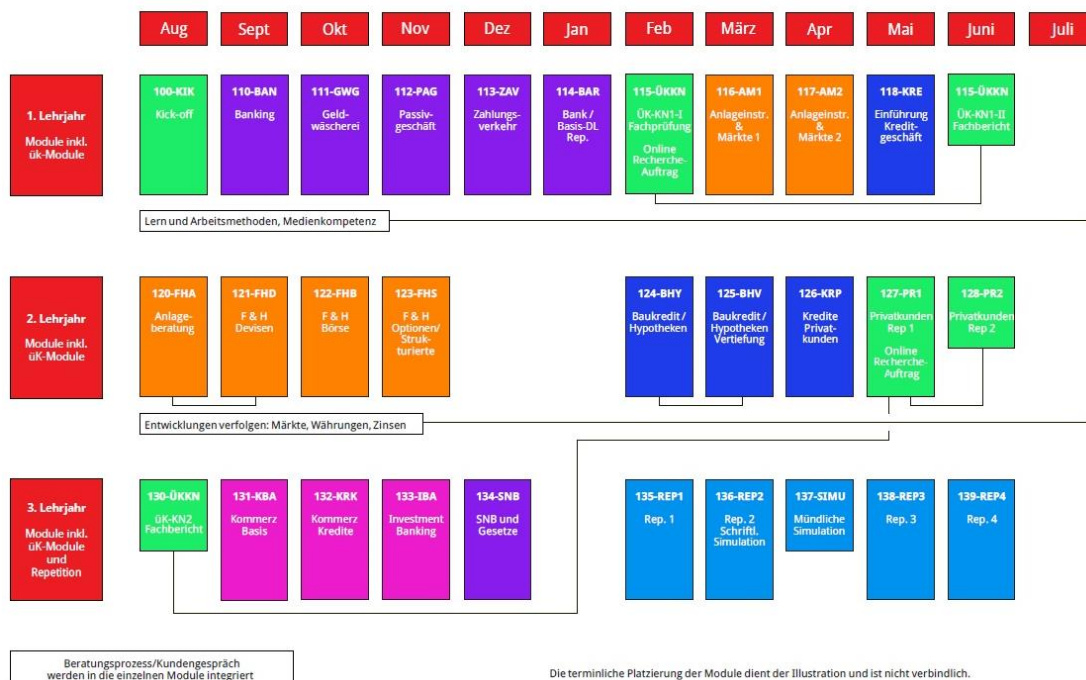 Aug Sept Okt Nov Dez Jan Feb März Apr Mai Juni Juli
1. Lehrjahr
Module inkl.
ük-Module
100-KIK
Kick-off
110-BAN
Banking
111-GWG
Geld-
wäscherei
112-PAG
Passiv-
geschäft
113-ZAV
Zahlungs-
verkehr
114-BAR
Bank /
Basis-DL
Rep.
115-ÜKKN
ÜK-KN1-I
Fachprüfung
Online
Recherche-
Auftrag
116-AM1
Anlageinstr.
&
Märkte 1
117-AM2
Anlageinstr.
&
Märkte 2
118-KRE
Einführung
Kredit-
geschäft
115-ÜKKN
ÜK-KN1-II
Fachbericht
Lern und Arbeitsmethoden, Medienkompetenz
2. Lehrjahr
Module inkl.
üK-Module
120-FHA
Anlage-
beratung
121-FHD
F & H
Devisen
122-FHB
F & H
Börse
123-FHS
F & H
Optionen/
Struk-
turierte
124-BHY
Baukredit /
Hypotheken
125-BHV
Baukredit /
Hypotheken
Vertiefung
126-KRP
Kredite
Privat-
kunden
127-PR1
Privatkunden
Rep 1
Online
Recherche-
Auftrag
128-PR2
Privatkunden
Rep 2
Entwicklungen verfolgen: Märkte, Währungen, Zinsen
3. Lehrjahr
Module inkl.
üK-Module
und
Repetition
130-ÜKKN
üK-KN2
Fachbericht
131-KBA
Kommerz
Basis
132-KRK
Kommerz
Kredite
133-IBA
Investment
Banking
134-SNB
SNB und
Gesetze
135-REP1
Rep. 1
136-REP2
Rep. 2
Schriftl.
Simulation
137-SIMU
Mündliche
Simulation
138-REP3
Rep. 3
139-REP4
Rep. 4
Beratungsprozess/Kundengespräch
werden in die einzelnen Module integriert
Die terminliche Platzierung der Module dient der Illustration und ist nicht verbindlich.